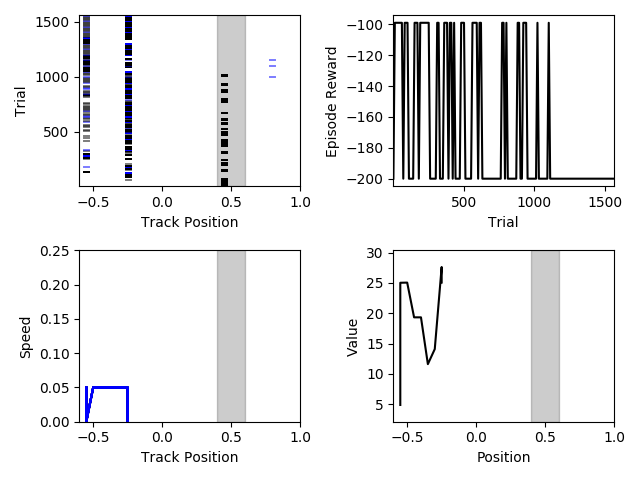 1500
1000
500
Trial
−0.5 0.0 0.5 1.0
Track Position
−100
−120
−140
−160
−180
−200
Episode Reward
500 1000 1500
Trial
0.25
0.20
0.15
0.10
0.05
0.00
Speed
−0.5 0.0 0.5 1.0
Track Position
30
25
20
15
10
5
Value
−0.5 0.0 0.5 1.0
Position